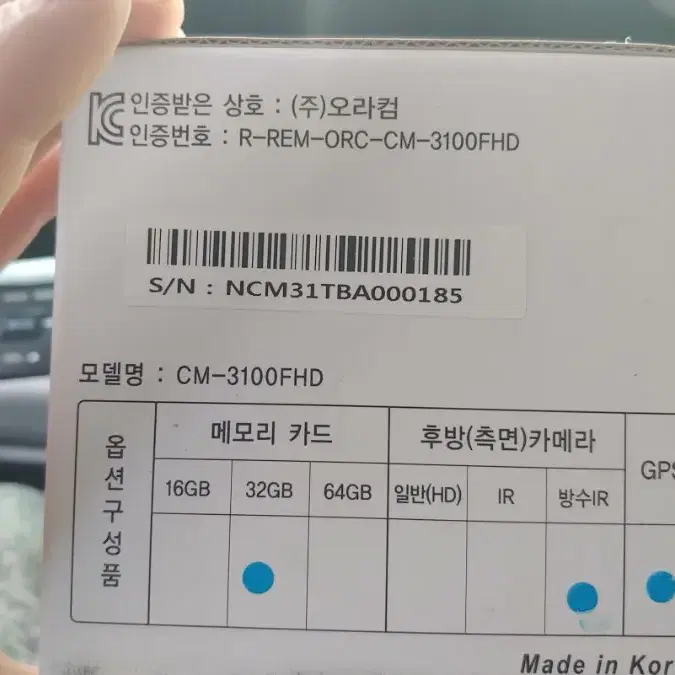 인증받은 상호 : (주)오라컴
인증번호 : R-REM-ORC-CM-3100FHD
S/N : NCM31TBA000185
모델명 : CM-3100FHD
옵션구성품
메모리 카드 후방(측면)카메라 GPS
16GB 32GB 64GB 일반(HD) IR 방수IR
Made in Kor